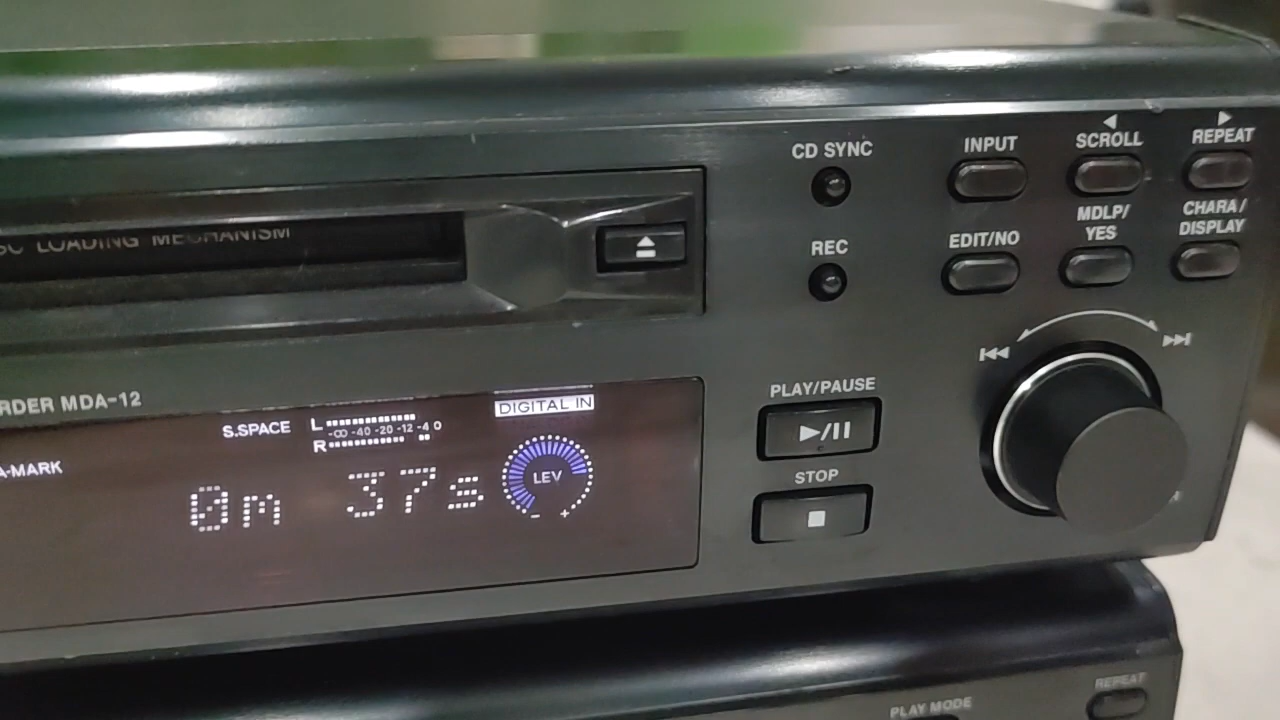 CD SYNC
INPUT
SCROLL
REPEAT
SC LOADING MECHANISM
REC
EDIT/NO
MDLP/
YES
CHARA/
DISPLAY
RDER MDA-12
PLAY/PAUSE
STOP
A-MARK
S.SPACE
L
-∞ -40 -20 -12 -4 0
R
DIGITAL IN
0m 37s
LEV
- +
PLAY MODE
REPEAT